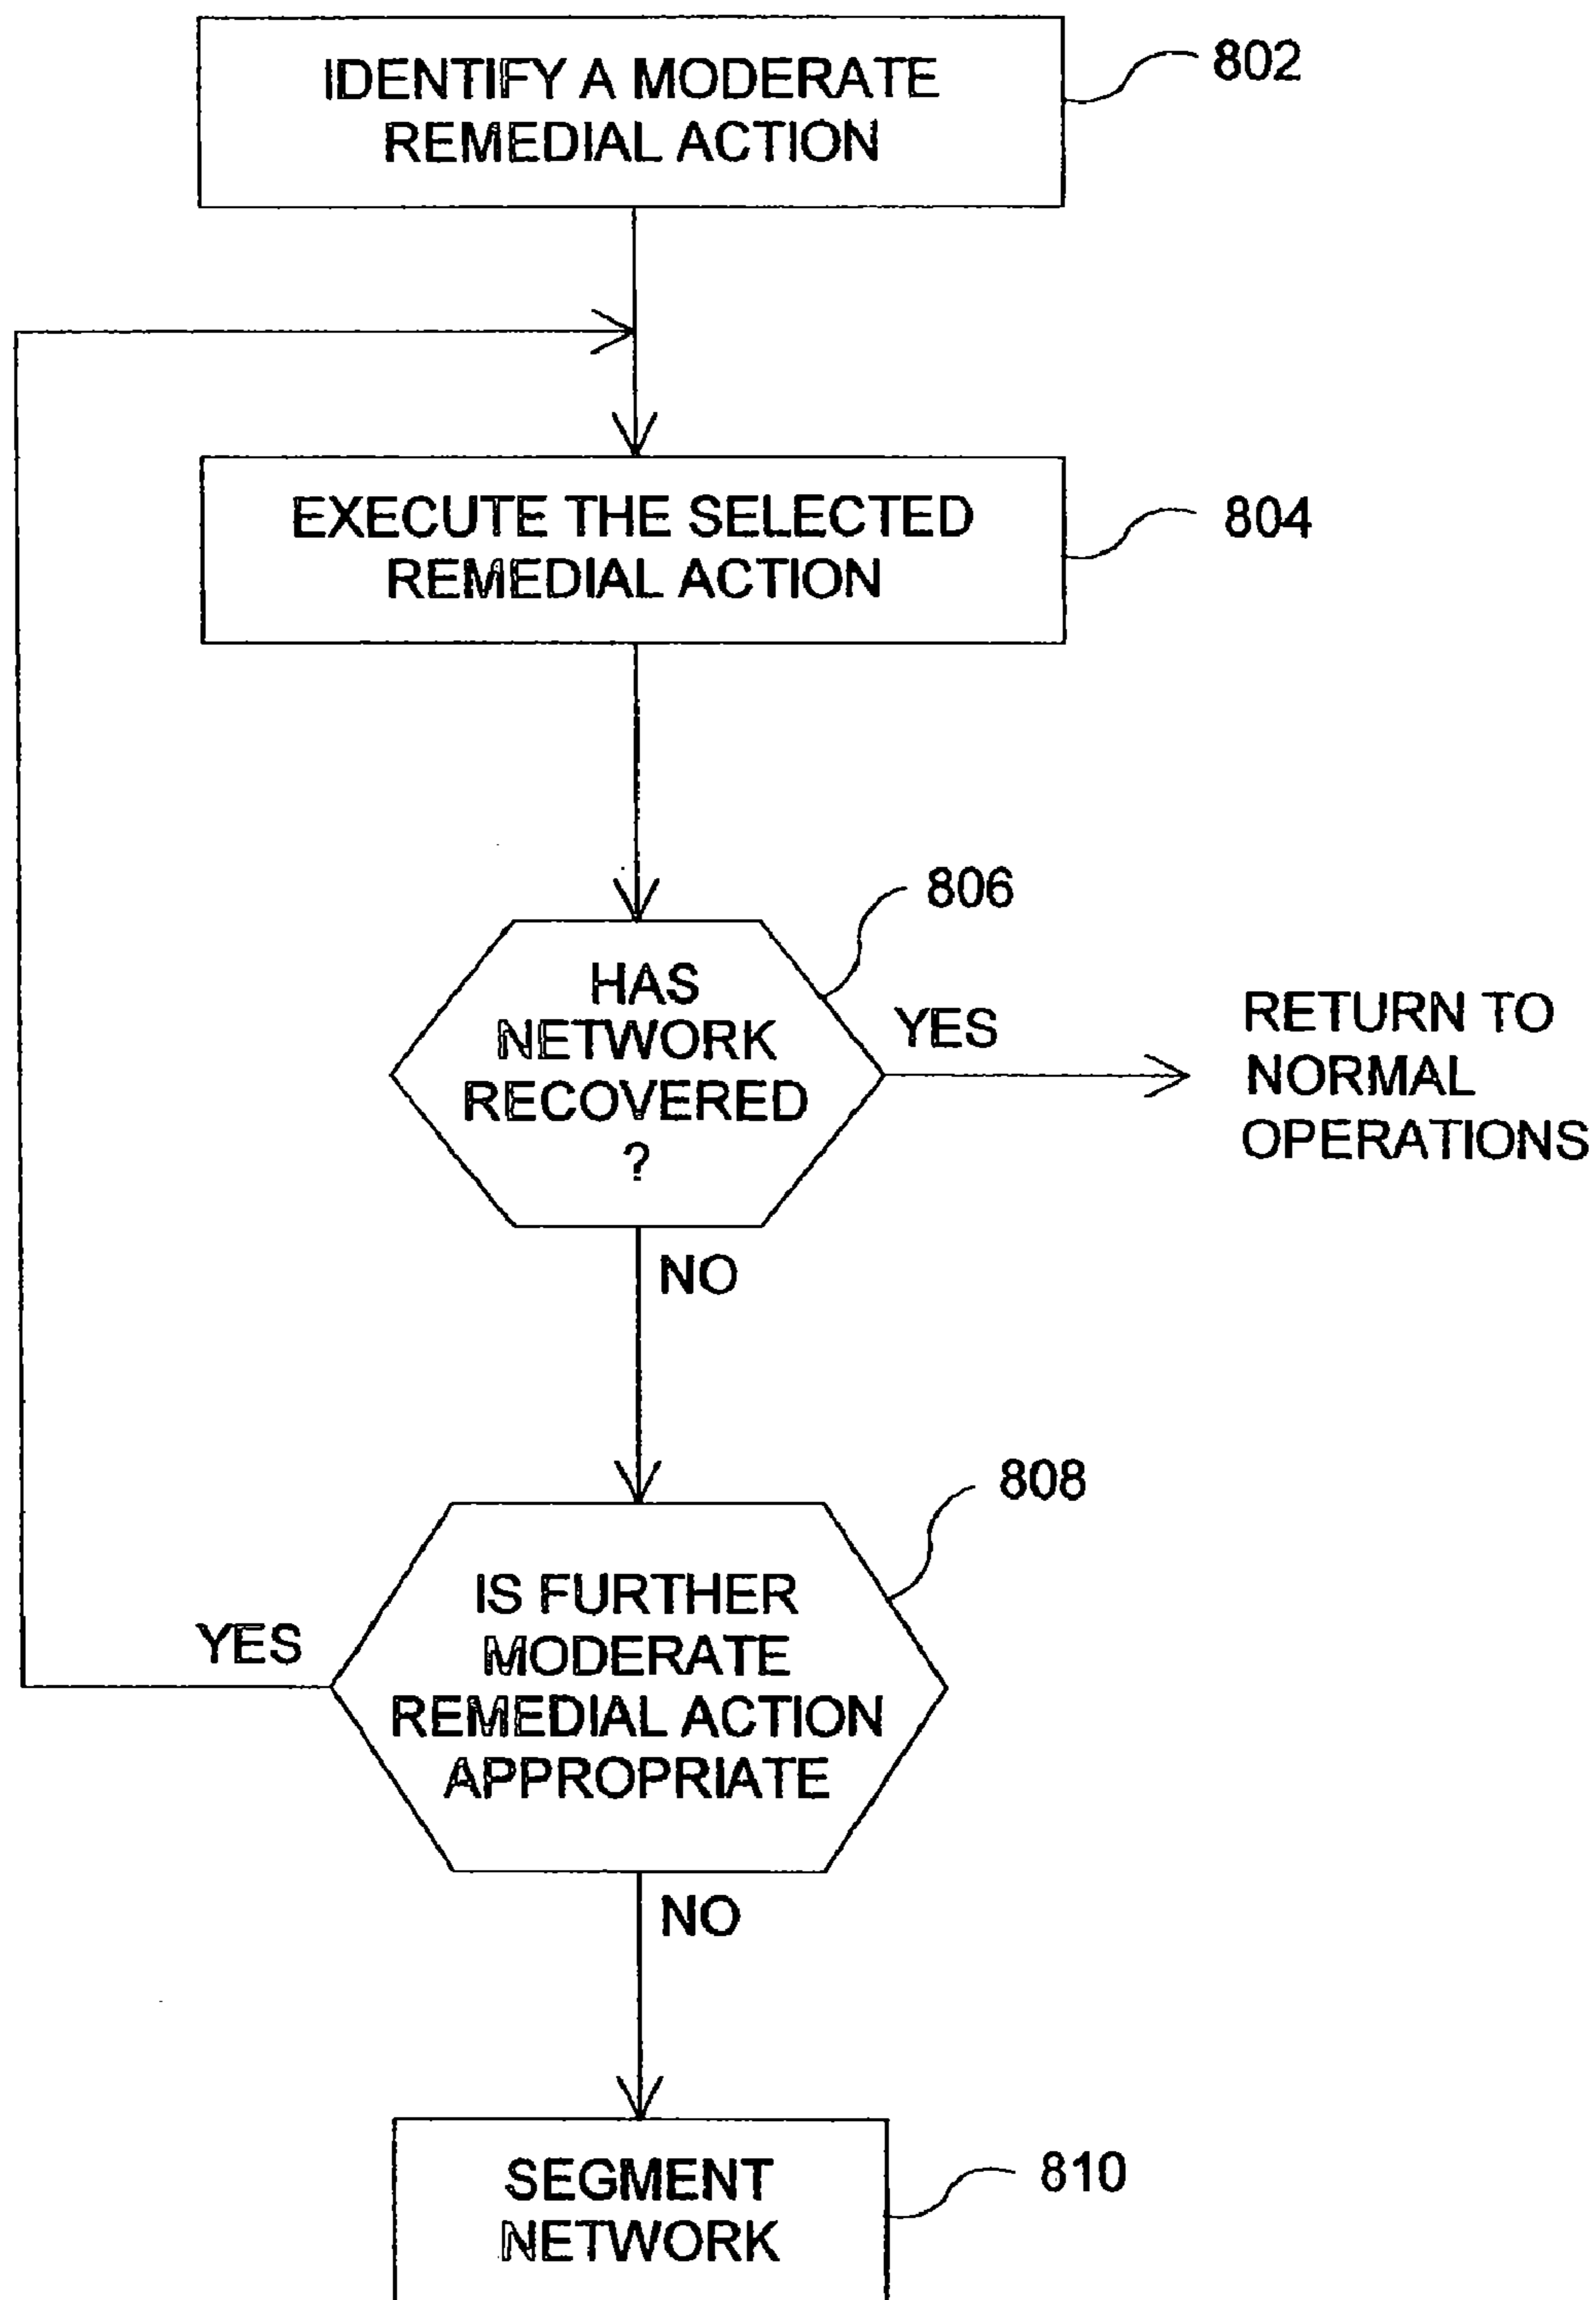 IDENTIFY A MODERATE
REMEDIAL ACTION
802
EXECUTE THE SELECTED
REMEDIAL ACTION
804
806
HAS
NETWORK
RECOVERED
?
YES
RETURN TO
NORMAL
OPERATIONS
NO
808
IS FURTHER
MODERATE
REMEDIAL ACTION
APPROPRIATE
YES
NO
SEGMENT
NETWORK
810